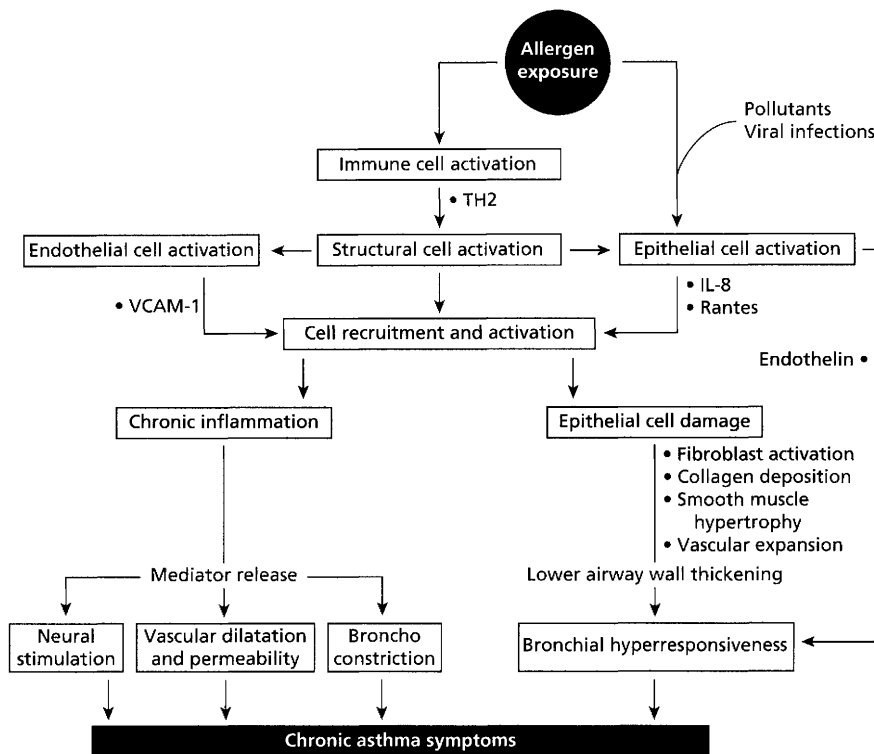 Allergen
exposure
Pollutants
Viral infections
Immune cell activation
• TH2
Endothelial cell activation
Structural cell activation
Epithelial cell activation
• VCAM-1
• IL-8
• Rantes
Cell recruitment and activation
Endothelin •
Chronic inflammation
Epithelial cell damage
• Fibroblast activation
• Collagen deposition
• Smooth muscle
hypertrophy
• Vascular expansion
Mediator release
Lower airway wall thickening
Neural
stimulation
Vascular dilatation
and permeability
Broncho
constriction
Bronchial hyperresponsiveness
Chronic asthma symptoms